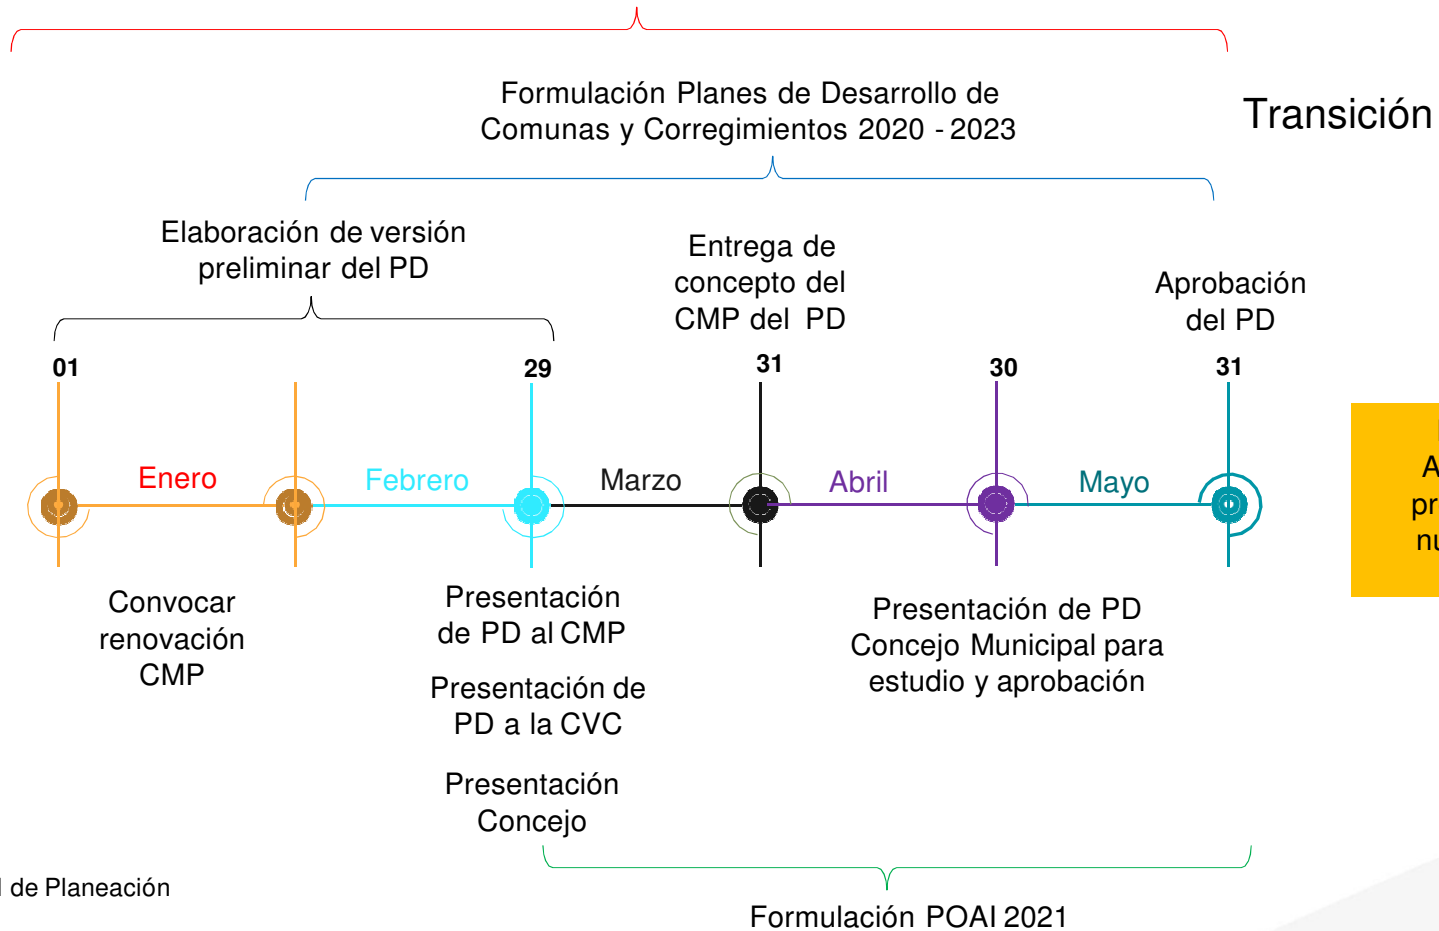 Formulación Planes de Desarrollo de
Comunas y Corregimientos 2020 - 2023
Transición
Elaboración de versión
preliminar del PD
Entrega de
concepto del
CMP del PD
Aprobación
del PD
01
29
31
30
31
Enero
Febrero
Marzo
Abril
Mayo
Convocar
renovación
CMP
Presentación
de PD al CMP
Presentación de
PD a la CVC
Presentación
Concejo
Presentación de PD
Concejo Municipal para
estudio y aprobación
de Planeación
Formulación POAI 2021